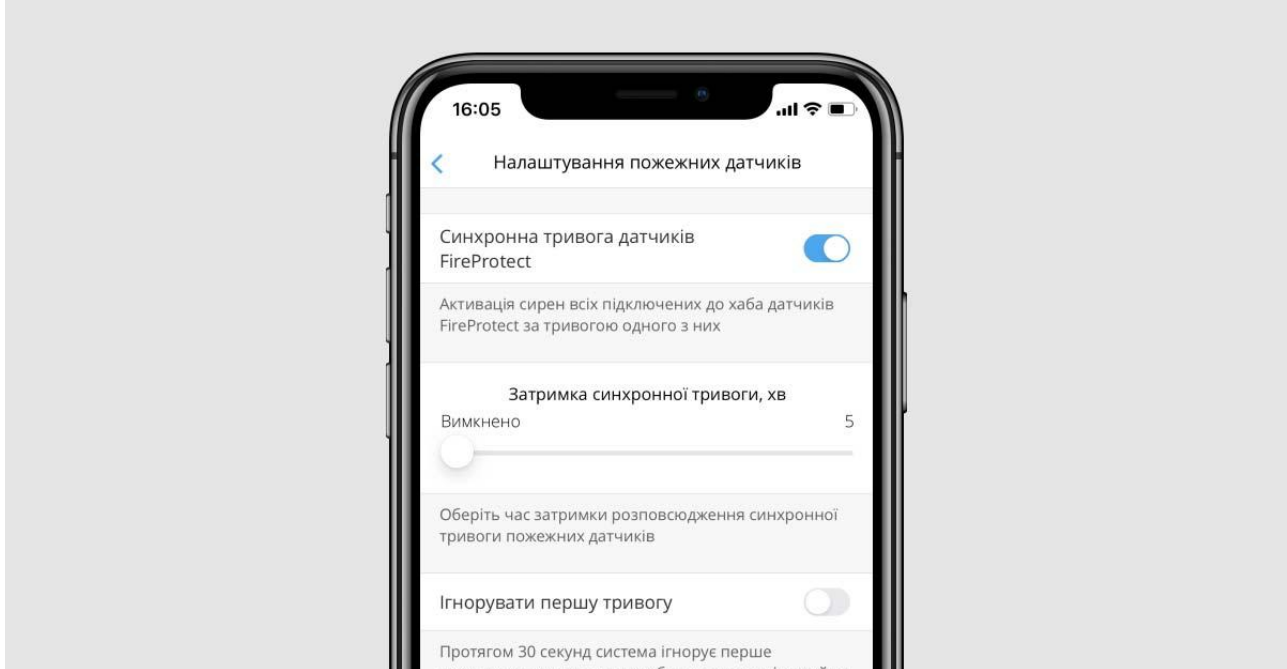 16:05
Налаштування пожежних датчиків
Синхронна тривога датчиків
FireProtect
Активація сирен всіх підключених до хаба датчиків
FireProtect за тривогою одного з них
Затримка синхронної тривоги, хв
Вимкнено 5
Оберіть час затримки розповсюдження синхронної
тривоги пожежних датчиків
Ігнорувати першу тривогу
Протягом 30 секунд система ігнорує перше